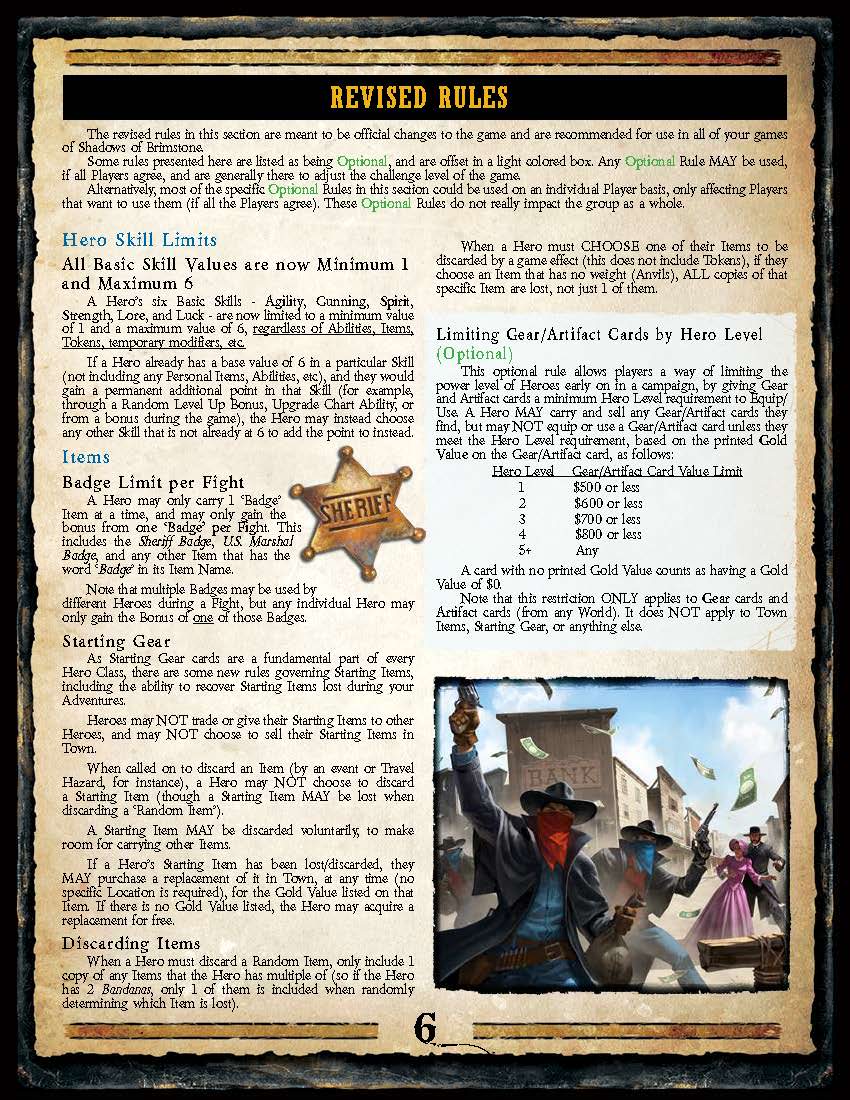 REVISED RULES
The revised rules in this section are meant to be official changes to the game and are recommended for use in all of your games
of Shadows of Brimstone.
Some rules presented here are listed as being Optional, and are offset in a light colored box. Any Optional Rule MAY be used,
if all Players agree, and are generally there to adjust the challenge level of the game.
Alternatively, most of the specific Optional Rules in this section could be used on an individual Player basis, only affecting Players
that want to use them (if all the Players agree). These Optional Rules do not really impact the group as a whole.
Hero Skill Limits
All Basic Skill Values are now Minimum 1
and Maximum 6
A Hero's six Basic Skills - Agility, Cunning, Spirit,
Strength, Lore, and Luck - are now limited to a minimum value
of 1 and a maximum value of 6, regardless of Abilities, Items,
Tokens, temporary modifiers, etc.
If a Hero already has a base value of 6 in a particular Skill
(not including any Personal Items, Abilities, etc), and they would
gain a permanent additional point in that Skill (for example,
through a Random Level Up Bonus, Upgrade Chart Ability, or
from a bonus during the game), the Hero may instead choose
any other Skill that is not already at 6 to add the point to instead.
Items
Badge Limit per Fight
A Hero may only carry 1 'Badge'
Item at a time, and may only gain the
bonus from one 'Badge' per Fight. This
includes the Sheriff Badge, U.S. Marshal
Badge, and any other Item that has the
word 'Badge' in its Item Name.
SHERIFF
Note that multiple Badges may be used by
different Heroes during a Fight, but any individual Hero may
only gain the Bonus of one of those Badges.
Starting Gear
As Starting Gear cards are a fundamental part of every
Hero Class, there are some new rules governing Starting Items,
including the ability to recover Starting Items lost during your
Adventures.
Heroes may NOT trade or give their Starting Items to other
Heroes, and may NOT choose to sell their Starting Items in
Town.
When called on to discard an Item (by an event or Travel
Hazard, for instance), a Hero may NOT choose to discard
a Starting Item (though a Starting Item MAY be lost when
discarding a 'Random Item').
A Starting Item MAY be discarded voluntarily, to make
room for carrying other Items.
If a Hero's Starting Item has been lost/discarded, they
MAY purchase a replacement of it in Town, at any time (no
specific Location is required), for the Gold Value listed on that
Item. If there is no Gold Value listed, the Hero may acquire a
replacement for free.
Discarding Items
When a Hero must discard a Random Item, only include 1
copy of any Items that the Hero has multiple of (so if the Hero
has 2 Bandanas, only 1 of them is included when randomly
determining which Item is lost).
When a Hero must CHOOSE one of their Items to be
discarded by a game effect (this does not include Tokens), if they
choose an Item that has no weight (Anvils), ALL copies of that
specific Item are lost, not just 1 of them.
Limiting Gear/Artifact Cards by Hero Level
(Optional)
This optional rule allows players a way of limiting the
power level of Heroes early on in a campaign, by giving Gear
and Artifact cards a minimum Hero Level requirement to Equip/
Use. A Hero MAY carry and sell any Gear/Artifact cards they
find, but may NOT equip or use a Gear/Artifact card unless they
meet the Hero Level requirement, based on the printed Gold
Value on the Gear/Artifact card, as follows:
Hero Level Gear/Artifact Card Value Limit
1 $500 or less
2 $600 or less
3 $700 or less
4 $800 or less
5+ Any
A card with no printed Gold Value counts as having a Gold
Value of $0.
Note that this restriction ONLY applies to Gear cards and
Artifact cards (from any World). It does NOT apply to Town
Items, Starting Gear, or anything else.
BANK
6